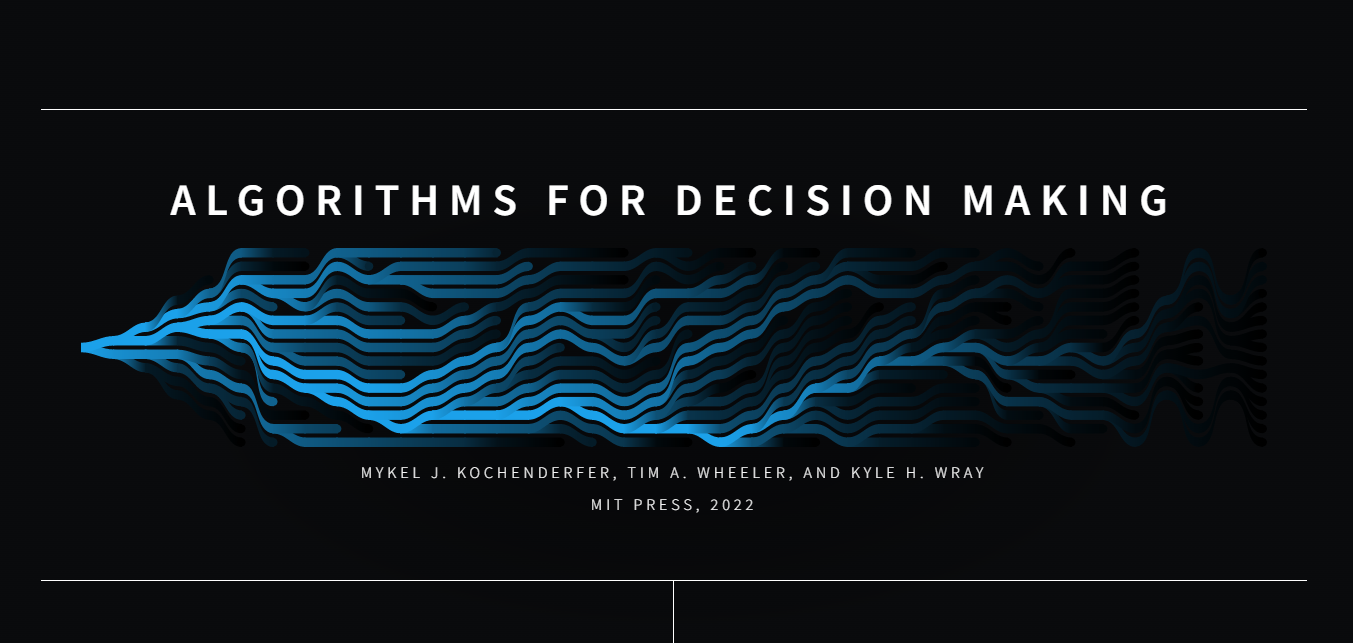 ALGORITHMS FOR DECISION MAKING
MYKEL J. KOCHENDERFER, TIM A. WHEELER, AND KYLE H. WRAY
MIT PRESS, 2022